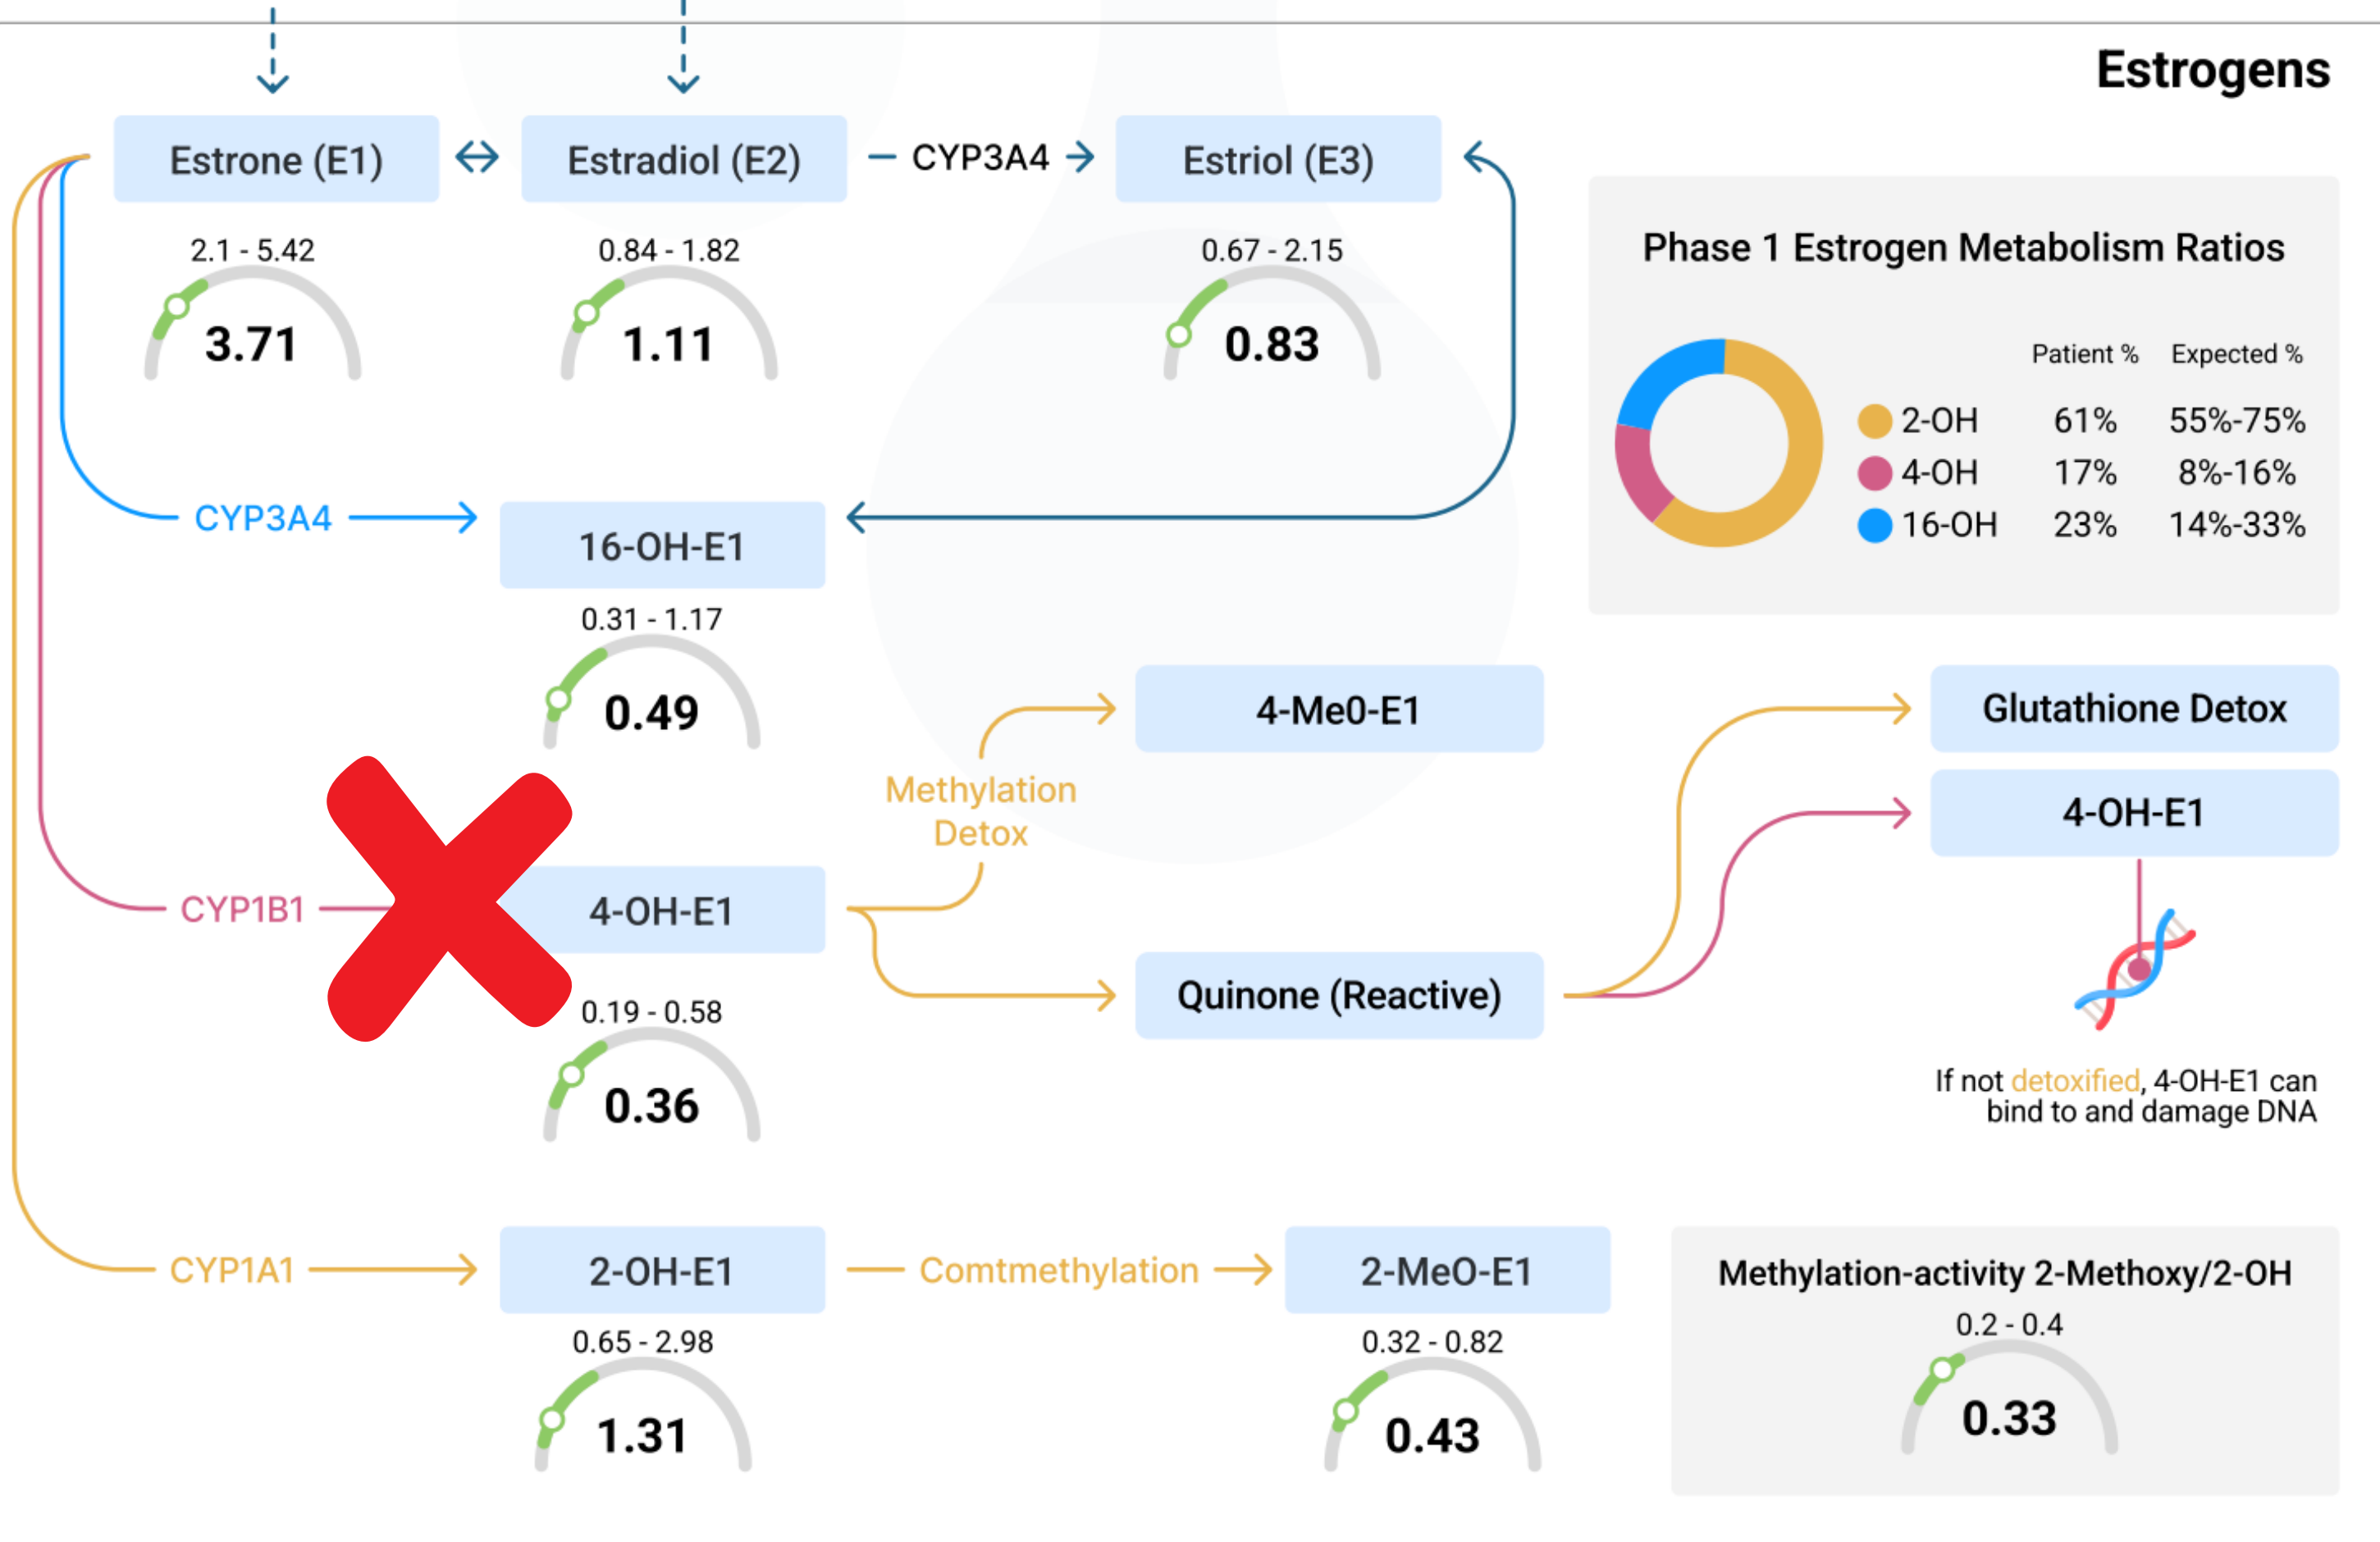 Estrogens
Estrone (E1)
Estradiol (E2)
CYP3A4
Estriol (E3)
2.1 - 5.42
3.71
0.84 - 1.82
1.11
0.67 - 2.15
0.83
Phase 1 Estrogen Metabolism Ratios
Patient % Expected %
2-OH 61% 55%-75%
4-OH 17% 8%-16%
16-OH 23% 14%-33%
CYP3A4
16-OH-E1
0.31 - 1.17
0.49
4-Me0-E1
Glutathione Detox
Methylation
Detox
4-OH-E1
CYP1B1
4-OH-E1
0.19 - 0.58
0.36
Quinone (Reactive)
If not detoxified, 4-OH-E1 can
bind to and damage DNA
CYP1A1
2-OH-E1
Comtmethylation
2-MeO-E1
0.65 - 2.98
1.31
0.32 - 0.82
0.43
Methylation-activity 2-Methoxy/2-OH
0.2 - 0.4
0.33